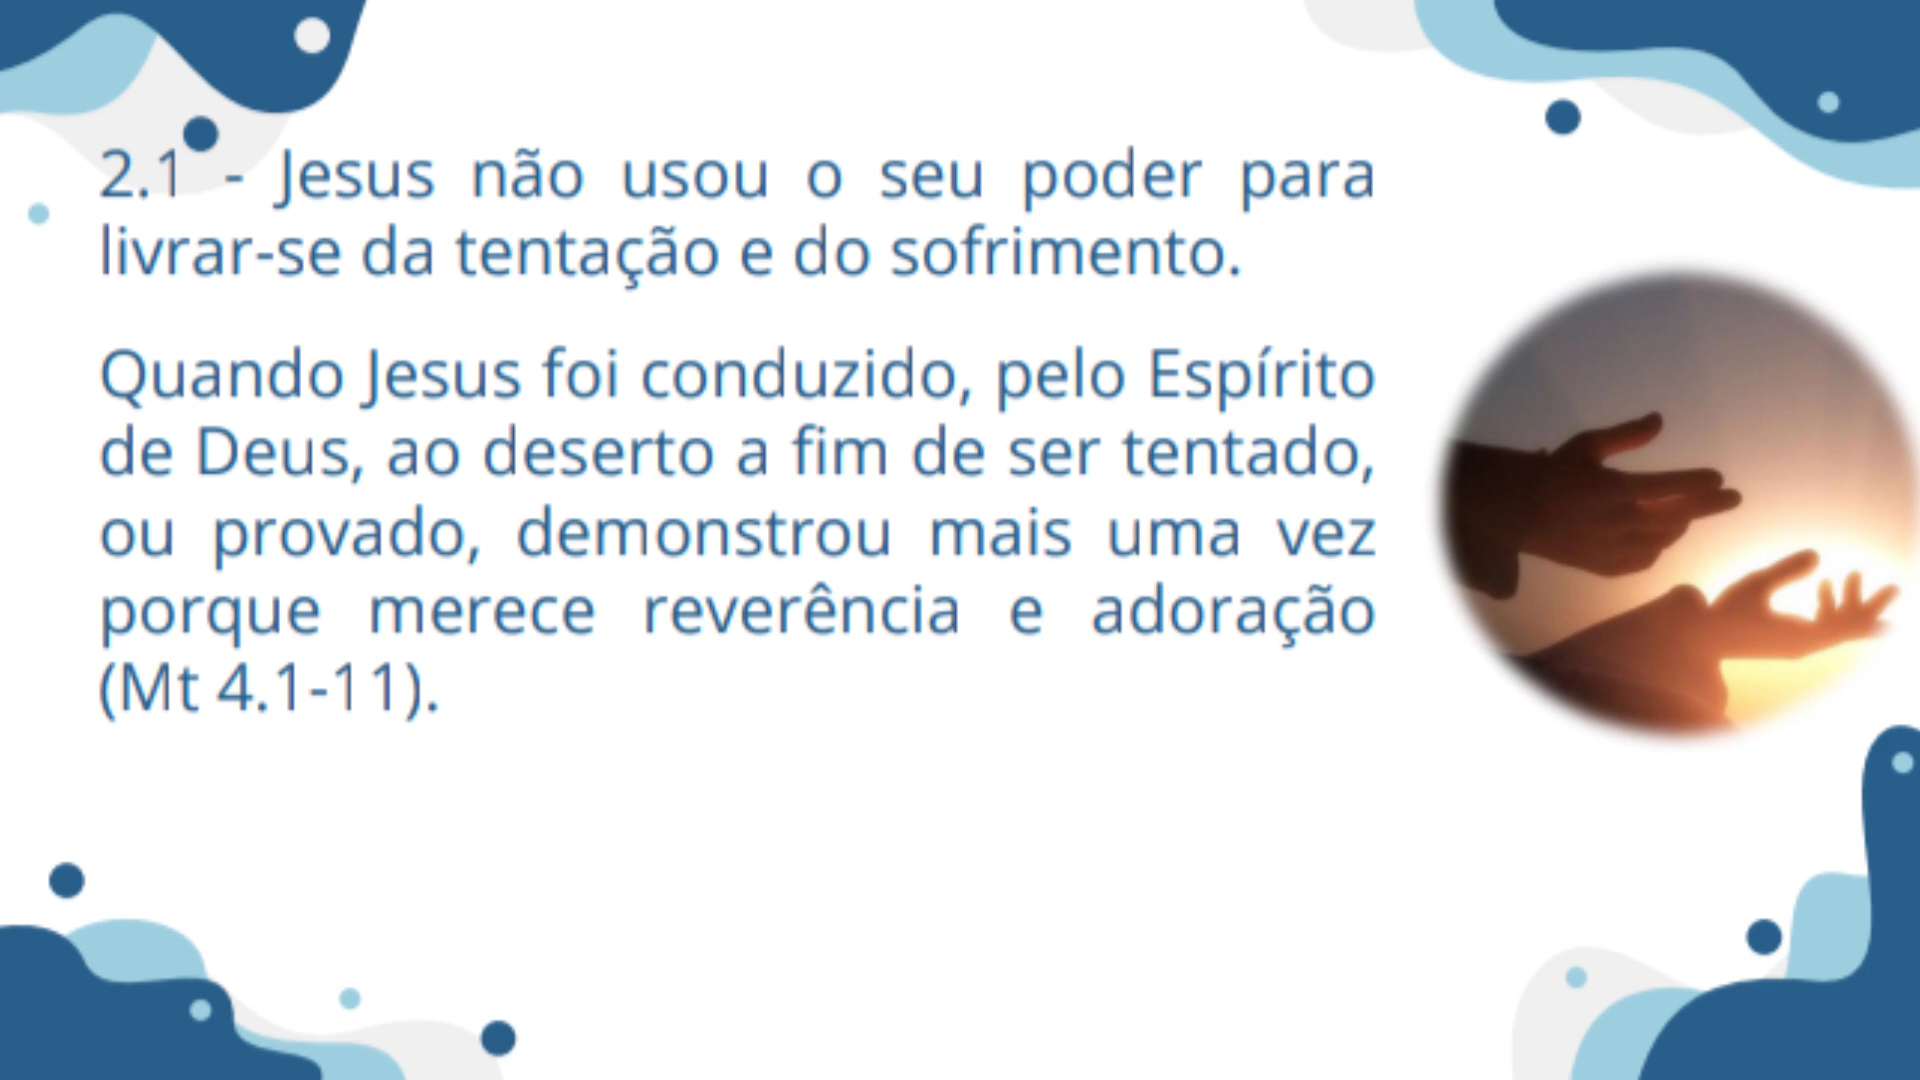 2.1 - Jesus não usou o seu poder para
livrar-se da tentação e do sofrimento.
Quando Jesus foi conduzido, pelo Espírito
de Deus, ao deserto a fim de ser tentado,
ou provado, demonstrou mais uma vez
porque merece reverência e adoração
(Mt 4.1-11).